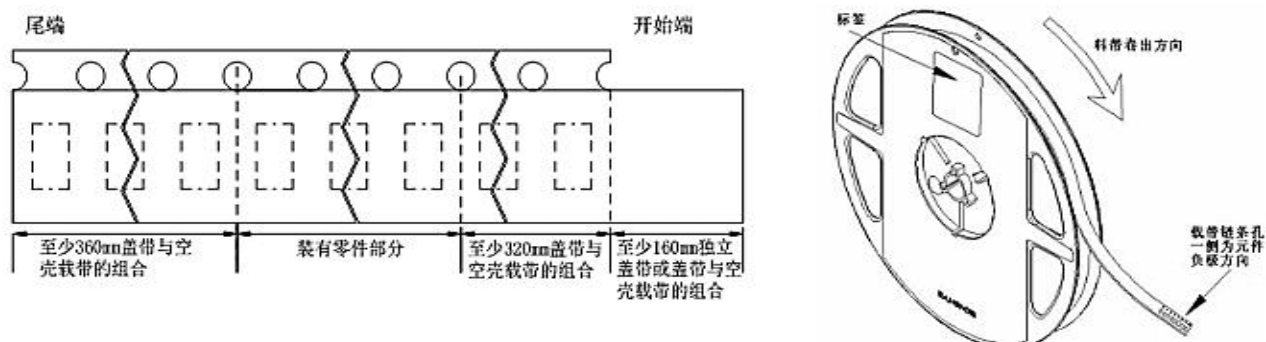 尾端
开始端
至少360mm盖带与空
壳载带的组合
装有零件部分
至少320mm盖带与
空壳载带的组合
至少160mm独立
盖带或盖带与空
壳载带的组合
标签
料带卷出方向
载带链条孔
一侧为元件
负极方向